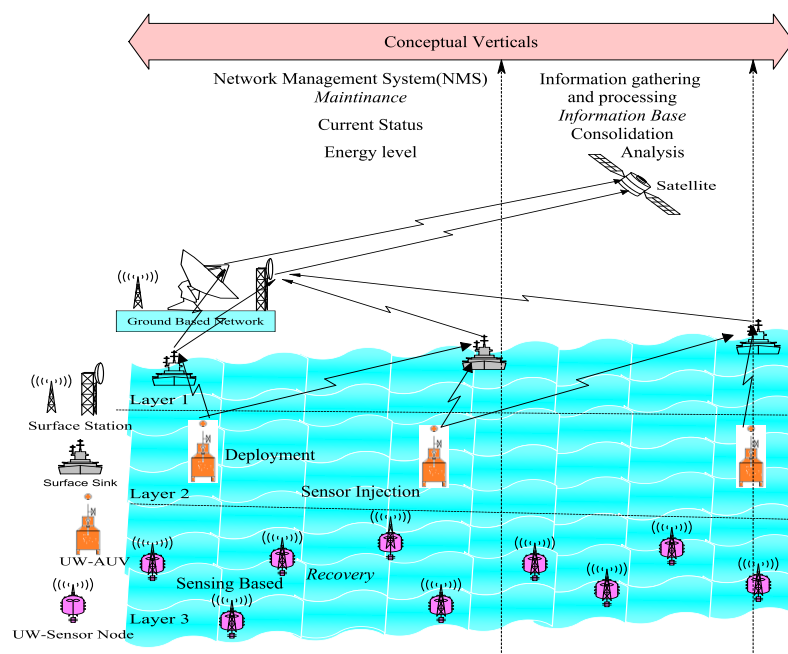 Conceptual Verticals
Network Management System(NMS)
Maintinance
Current Status
Energy level
Information gathering
and processing
Information Base
Consolidation
Analysis
Satellite
Ground Based Network
Layer 1
Surface Station
Deployment
Surface Sink
Layer 2
Sensor Injection
UW-AUV
Sensing Based
Recovery
Layer 3
UW-Sensor Node